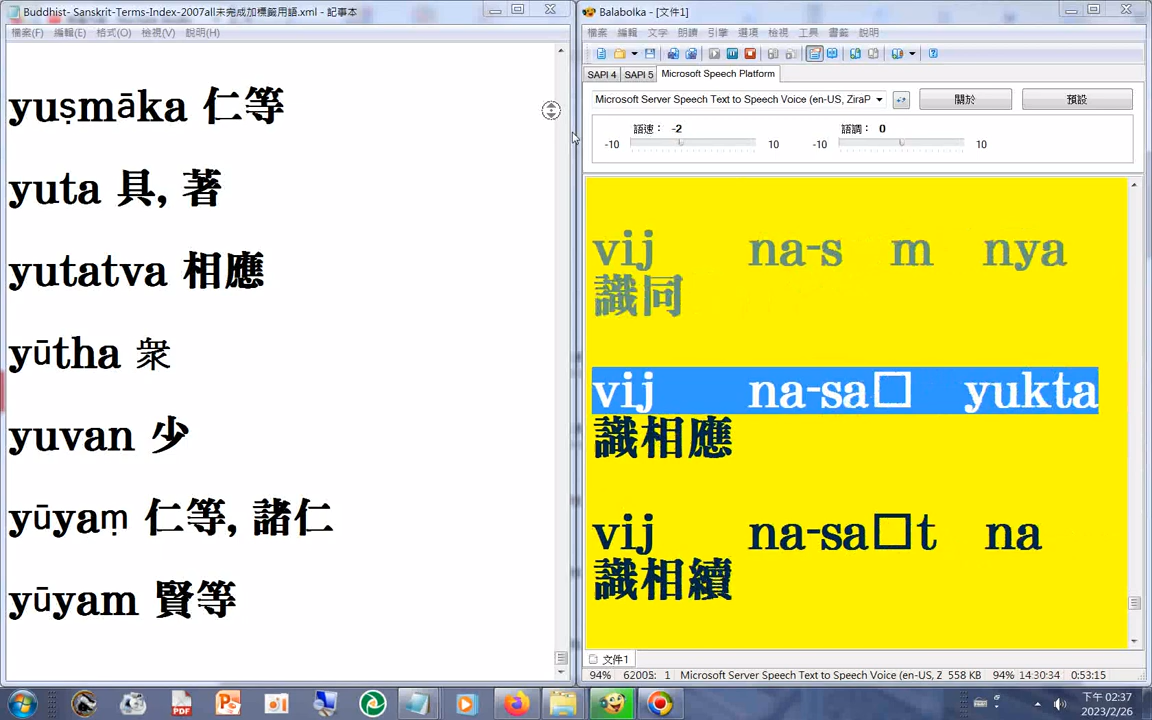 Buddhist- Sanskrit-Terms-Index-2007all未完成加標籤用語.xml - 記事本
檔案(F) 編輯(E) 格式(O) 檢視(V) 說明(H)
yuṣmāka 仁等
yuta 具, 著
yutatva 相應
yūtha 衆
yuvan 少
yūyaṃ 仁等, 諸仁
yūyam 賢等
Balabolka - [文件1]
檔案 編輯 文字 朗讀 引擎 選項 檢視 工具 書籤 說明
SAPI 4 SAPI 5 Microsoft Speech Platform
Microsoft Server Speech Text to Speech Voice (en-US, ZiraP
關於 預設
語速： -2 語調： 0
-10 10 -10 10
vij na-s m nya
識同
vij na-sa□ yukta
識相應
vij na-sa□t na
識相續
文件1
94% 6200$: 1 Microsoft Server Speech Text to Speech Voice (en-US, Z 558 KB 94% 14:30:34 0:53:15
下午 02:37
2023/2/26